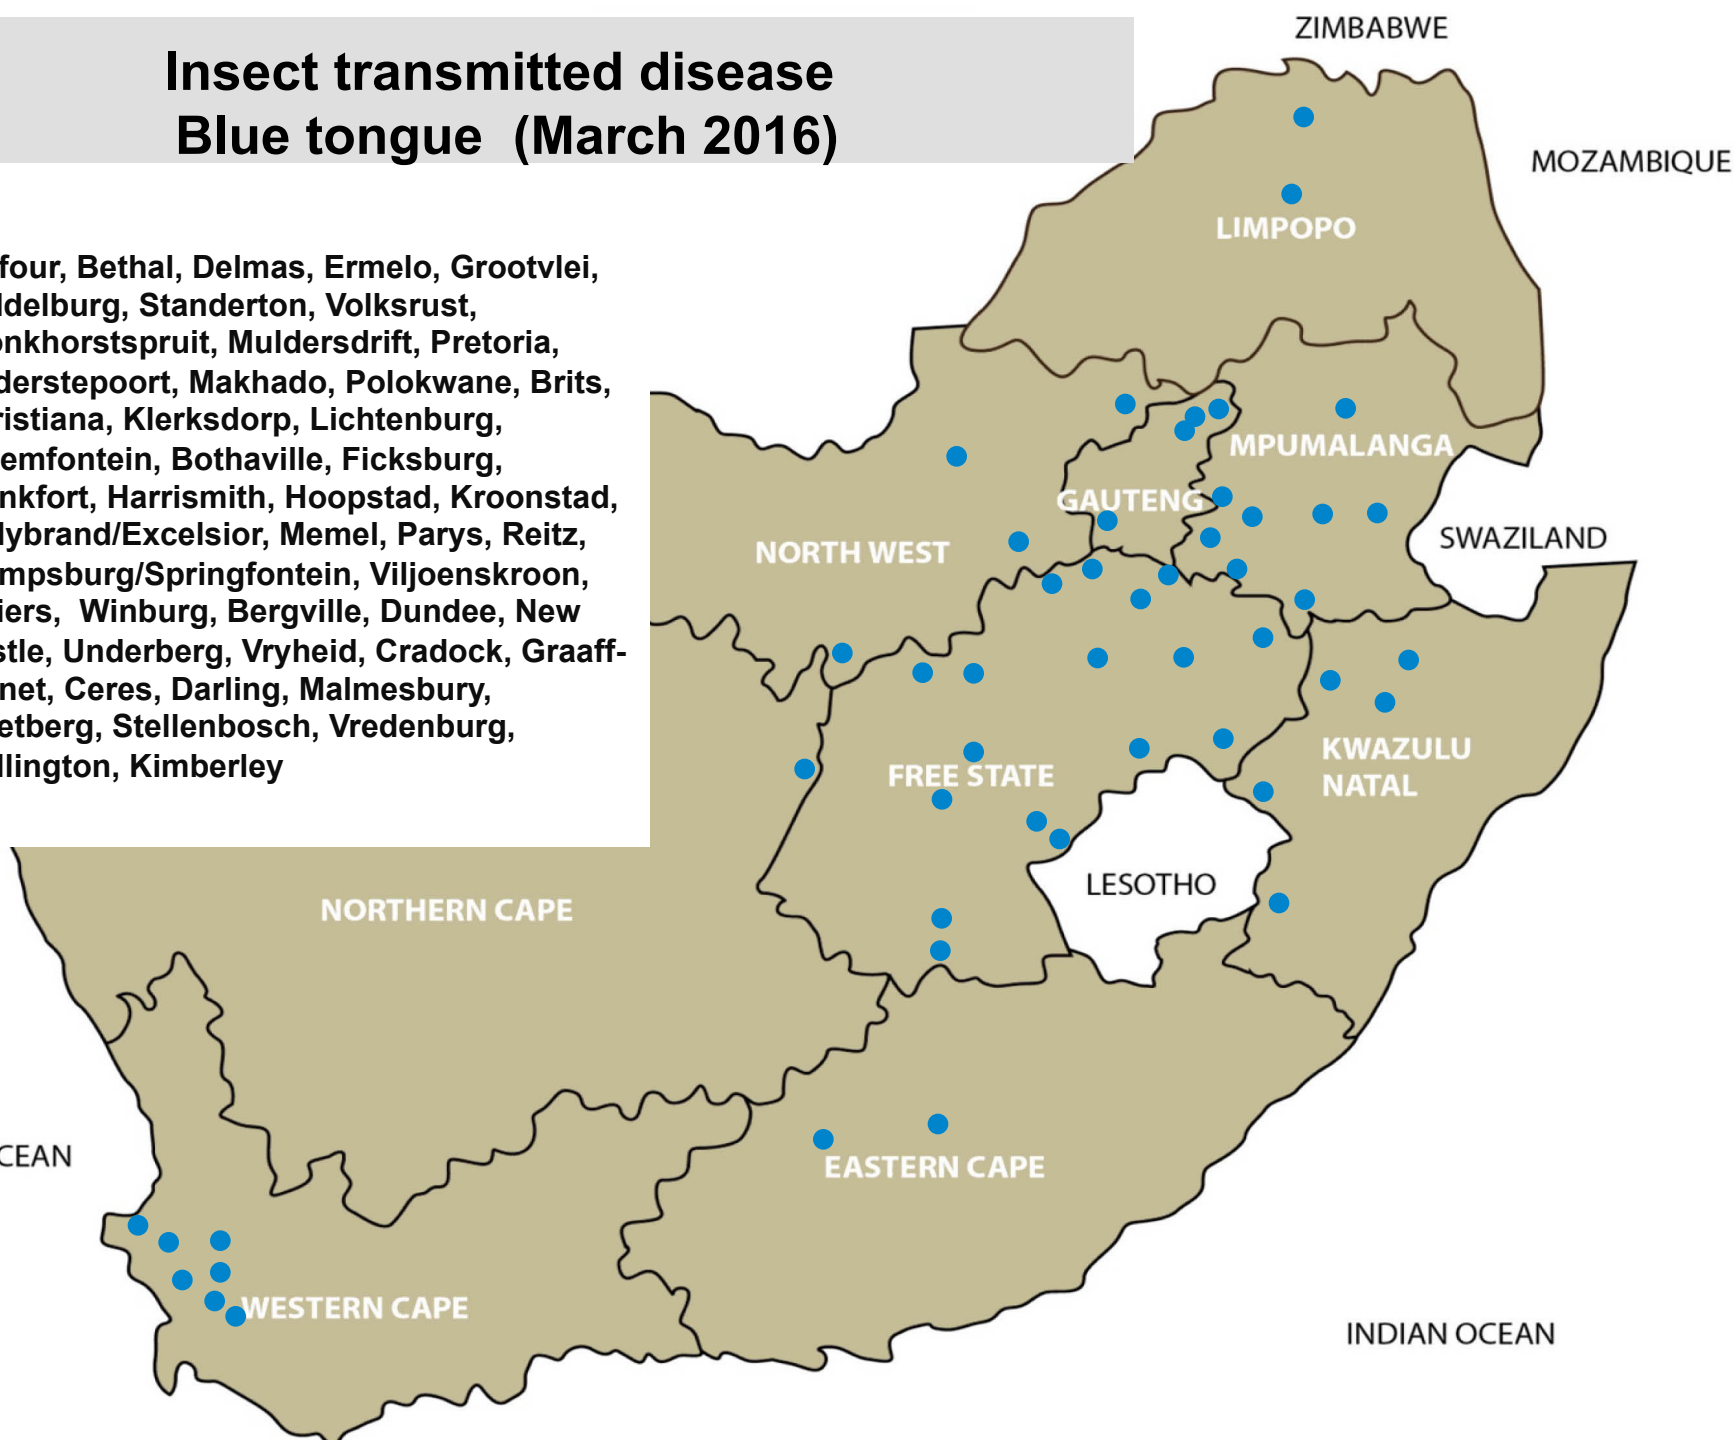 Insect transmitted disease
Blue tongue (March 2016)
ZIMBABWE
MOZAMBIQUE
LIMPOPO
four, Bethal, Delmas, Ermelo, Grootvlei,
ldelburg, Standerton, Volksrust,
onkhorstspruit, Muldersdrift, Pretoria,
derstepoort, Makhado, Polokwane, Brits,
ristiana, Klerksdorp, Lichtenburg,
emfontein, Bothaville, Ficksburg,
nkfort, Harrismith, Hoopstad, Kroonstad,
lybrand/Excelsior, Memel, Parys, Reitz,
mpsburg/Springfontein, Viljoenskroon,
iers, Winburg, Bergville, Dundee, New
stle, Underberg, Vryheid, Cradock, Graaff-
net, Ceres, Darling, Malmesbury,
etberg, Stellenbosch, Vredenburg,
llington, Kimberley
MPUMALANGA
GAUTENG
NORTH WEST
SWAZILAND
FREE STATE
KWAZULU
NATAL
LESOTHO
NORTHERN CAPE
CEAN
EASTERN CAPE
WESTERN CAPE
INDIAN OCEAN